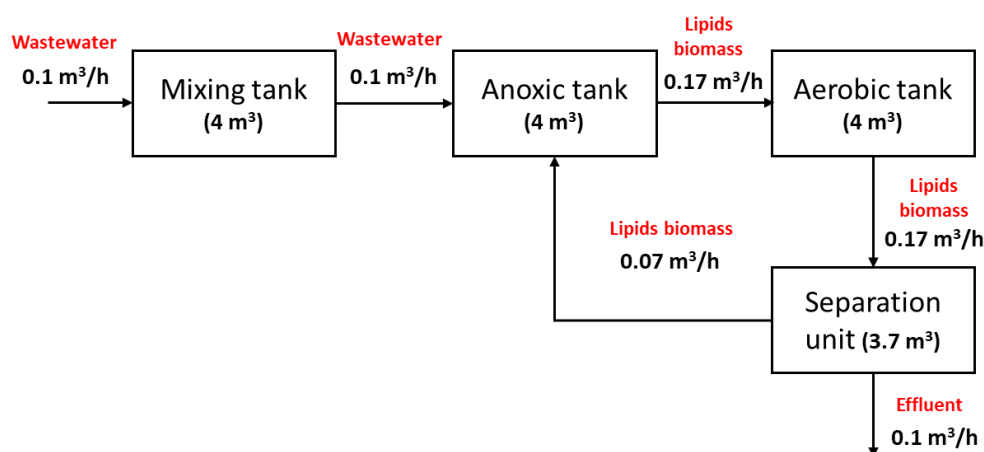 Wastewater
0.1 m³/h
Mixing tank
(4 m³)
Wastewater
0.1 m³/h
Anoxic tank
(4 m³)
Lipids
biomass
0.17 m³/h
Aerobic tank
(4 m³)
Lipids
biomass
0.17 m³/h
Lipids biomass
0.07 m³/h
Separation
unit (3.7 m³)
Effluent
0.1 m³/h